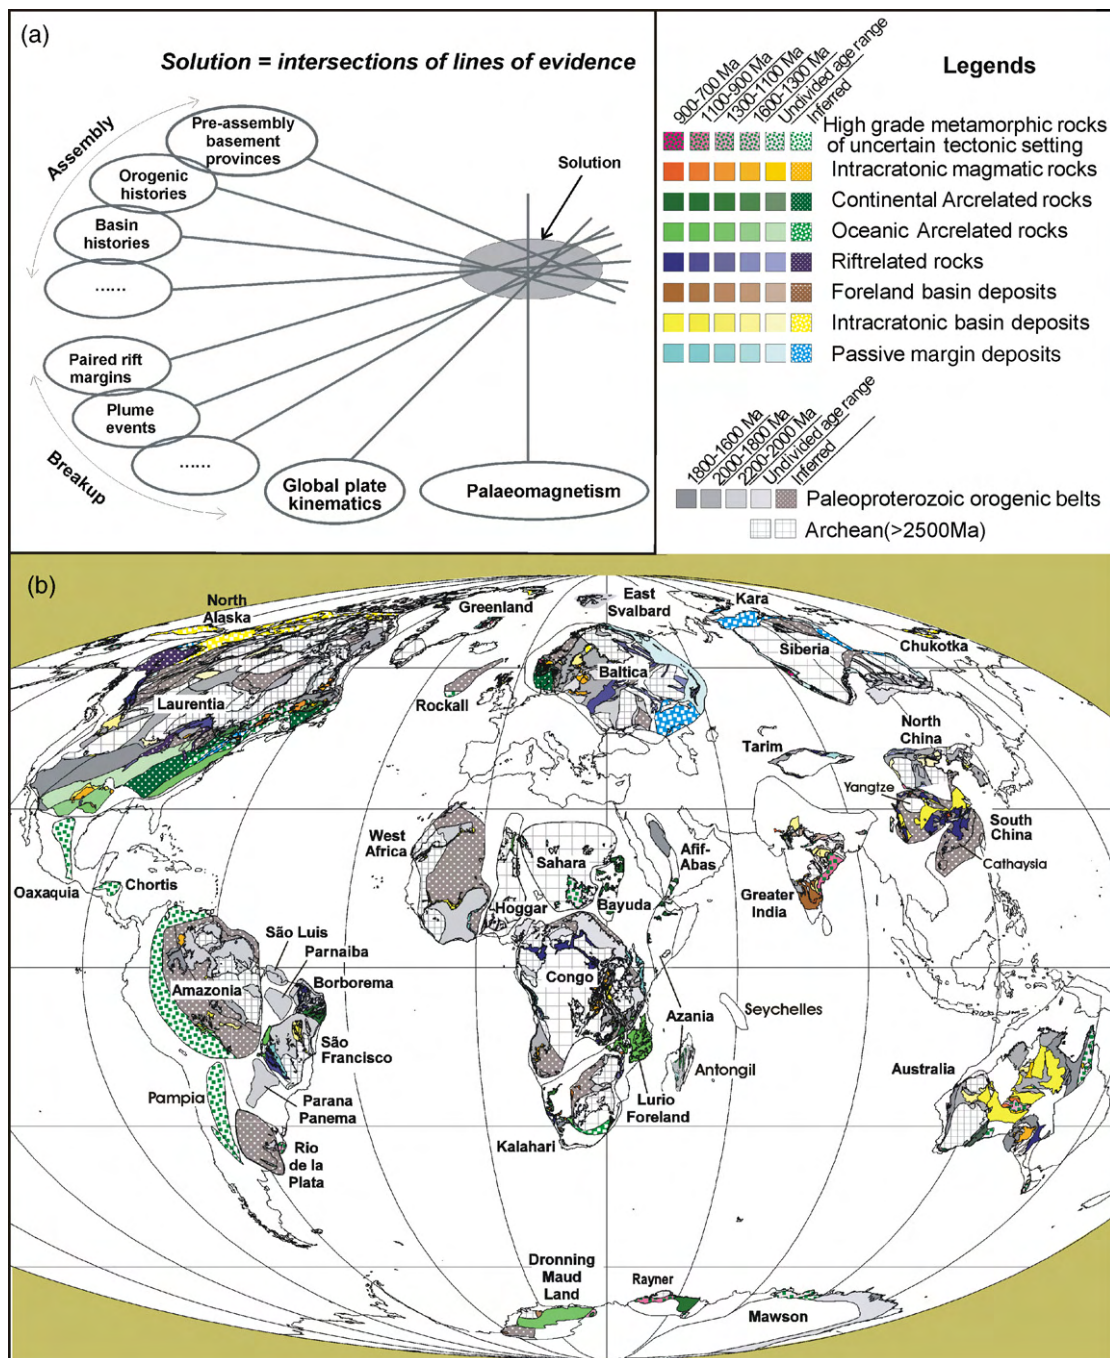 (a)
Solution = intersections of lines of evidence
Assembly
Pre-assembly
basement
provinces
Orogenic
histories
Basin
histories
......
Paired rift
margins
Plume
events
......
Breakup
Global plate
kinematics
Palaeomagnetism
Solution
Legends
900-700 Ma
1100-900 Ma
1300-1100 Ma
1600-1300 Ma
Undivided age range
Inferred
High grade metamorphic rocks
of uncertain tectonic setting
Intracratonic magmatic rocks
Continental Arcrelated rocks
Oceanic Arcrelated rocks
Riftrelated rocks
Foreland basin deposits
Intracratonic basin deposits
Passive margin deposits
1800-1600 Ma
2000-1800 Ma
2200-2000 Ma
Undivided age range
Inferred
Paleoproterozoic orogenic belts
Archean(>2500Ma)
(b)
North
Alaska
Greenland
East
Svalbard
Kara
Siberia
Chukotka
Laurentia
Rockall
Baltica
Tarim
North
China
Yangtze
South
China
Cathaysia
Oaxaquia
Chortis
West
Africa
Hoggar
Sahara
Bayuda
Afif-
Abas
Greater
India
São Luis
Parnaiba
Borborema
Amazonia
São
Francisco
Congo
Azania
Seychelles
Antongil
Lurio
Foreland
Pampia
Parana
Panema
Rio
de la
Plata
Kalahari
Australia
Dronning
Maud
Land
Rayner
Mawson